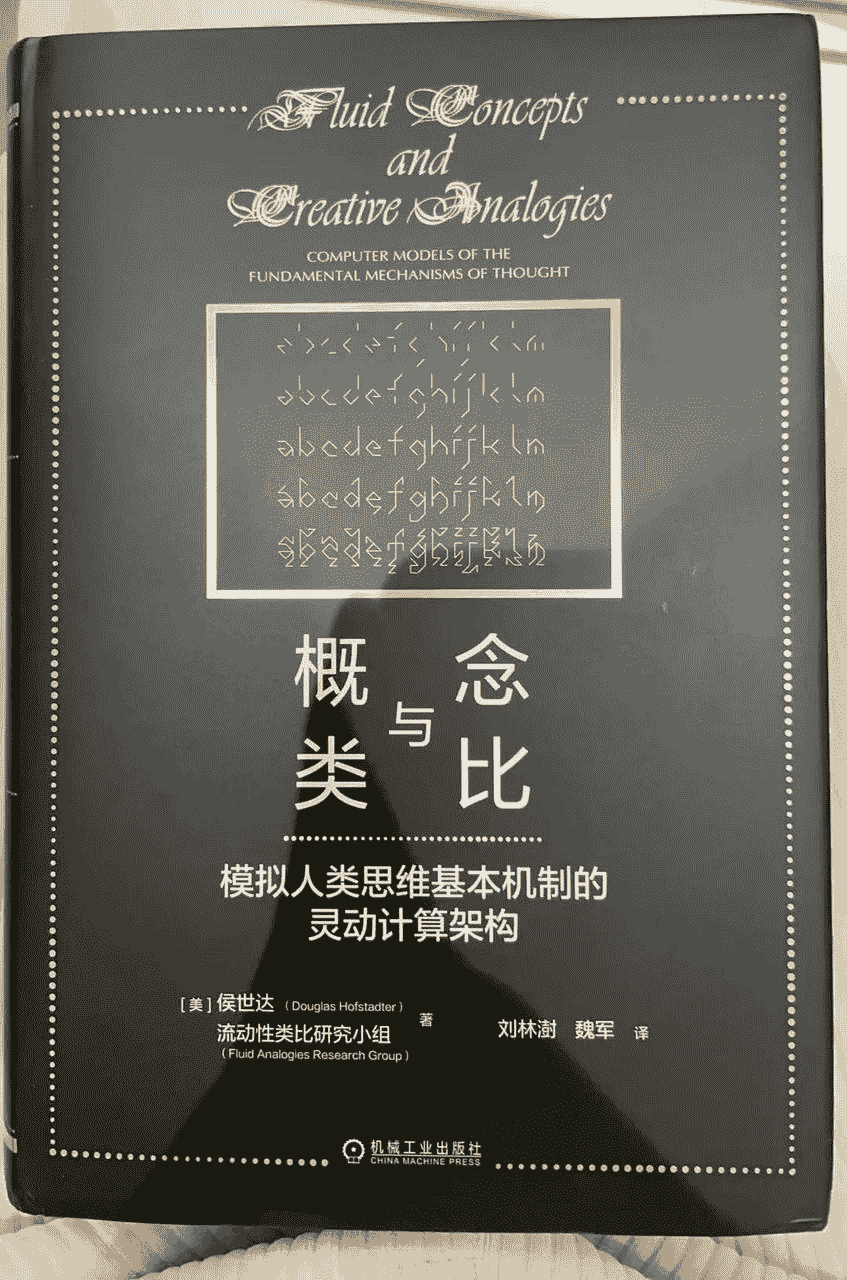 Fluid Concepts
and
Creative Analogies
COMPUTER MODELS OF THE
FUNDAMENTAL MECHANISMS OF THOUGHT
abcdefghijklm
abcdefghijklm
abcdefghijklm
abcdefghijklm
abcdefghijklm
概念
与
类比
模拟人类思维基本机制的
灵动计算架构
[美]侯世达 (Douglas Hofstadter)
流动性类比研究小组
(Fluid Analogies Research Group)
著
刘林澍 魏军 译
机械工业出版社
CHINA MACHINE PRESS